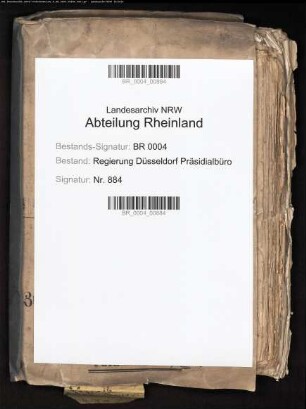 BR_0004_00884
Landesarchiv NRW
Abteilung Rheinland
Bestands-Signatur: BR 0004
Bestand: Regierung Düsseldorf Präsidialbüro
Signatur: Nr. 884
BR_0004_00884